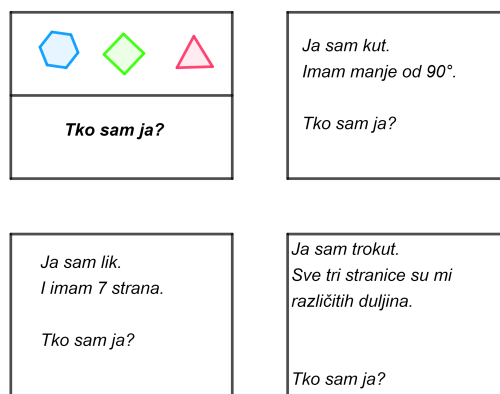 Tko sam ja?
Ja sam kut.
Imam manje od 90°.
Tko sam ja?
Ja sam lik.
I imam 7 strana.
Tko sam ja?
Ja sam trokut.
Sve tri stranice su mi
različitih duljina.
Tko sam ja?